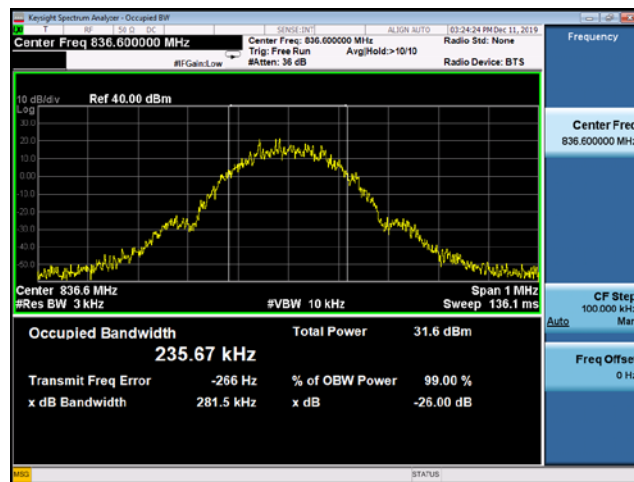 Keysight Spectrum Analyzer - Occupied BW
T RF 50 Ω DC SENSE:INT ALIGN AUTO 03:24:24 PM Dec 11, 2019
Center Freq 836.600000 MHz
Center Freq: 836.600000 MHz
Radio Std: None
Trig: Free Run Avg|Hold:>10/10
#IFGain:Low
#Atten: 36 dB
Radio Device: BTS
Frequency
10 dB/div Ref 40.00 dBm
Log
30.0
20.0
10.0
0.00
-10.0
-20.0
-30.0
-40.0
-50.0
Center 836.6 MHz
Span 1 MHz
#Res BW 3 kHz
#VBW 10 kHz
Sweep 136.1 ms
Center Freq
836.600000 MHz
CF Step
100.000 kHz
Auto Man
Freq Offset
0 Hz
Occupied Bandwidth
235.67 kHz
Total Power 31.6 dBm
Transmit Freq Error -266 Hz
% of OBW Power 99.00 %
x dB Bandwidth 281.5 kHz
x dB -26.00 dB
MSG
STATUS